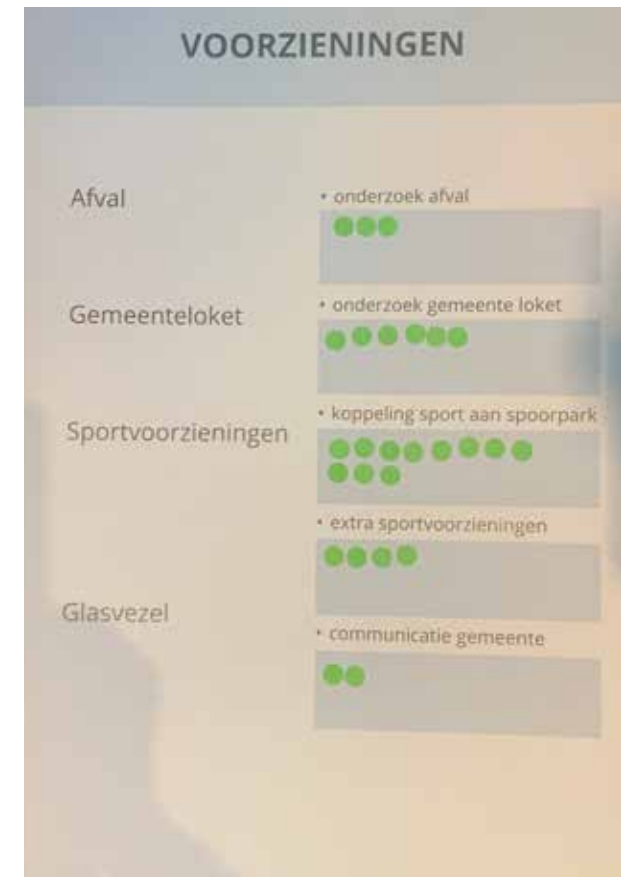 VOORZIENINGEN
Afval
• onderzoek afval
Gemeenteloket
• onderzoek gemeente loket
Sportvoorzieningen
• koppeling sport aan spoorpark
• extra sportvoorzieningen
Glasvezel
• communicatie gemeente